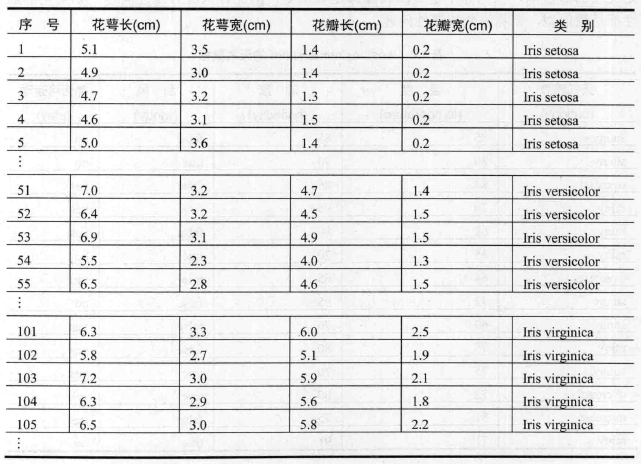 序 号 花萼长(cm) 花萼宽(cm) 花瓣长(cm) 花瓣宽(cm) 类 别
1 5.1 3.5 1.4 0.2 Iris setosa
2 4.9 3.0 1.4 0.2 Iris setosa
3 4.7 3.2 1.3 0.2 Iris setosa
4 4.6 3.1 1.5 0.2 Iris setosa
5 5.0 3.6 1.4 0.2 Iris setosa
⋮
51 7.0 3.2 4.7 1.4 Iris versicolor
52 6.4 3.2 4.5 1.5 Iris versicolor
53 6.9 3.1 4.9 1.5 Iris versicolor
54 5.5 2.3 4.0 1.3 Iris versicolor
55 6.5 2.8 4.6 1.5 Iris versicolor
⋮
101 6.3 3.3 6.0 2.5 Iris virginica
102 5.8 2.7 5.1 1.9 Iris virginica
103 7.2 3.0 5.9 2.1 Iris virginica
104 6.3 2.9 5.6 1.8 Iris virginica
105 6.5 3.0 5.8 2.2 Iris virginica
⋮